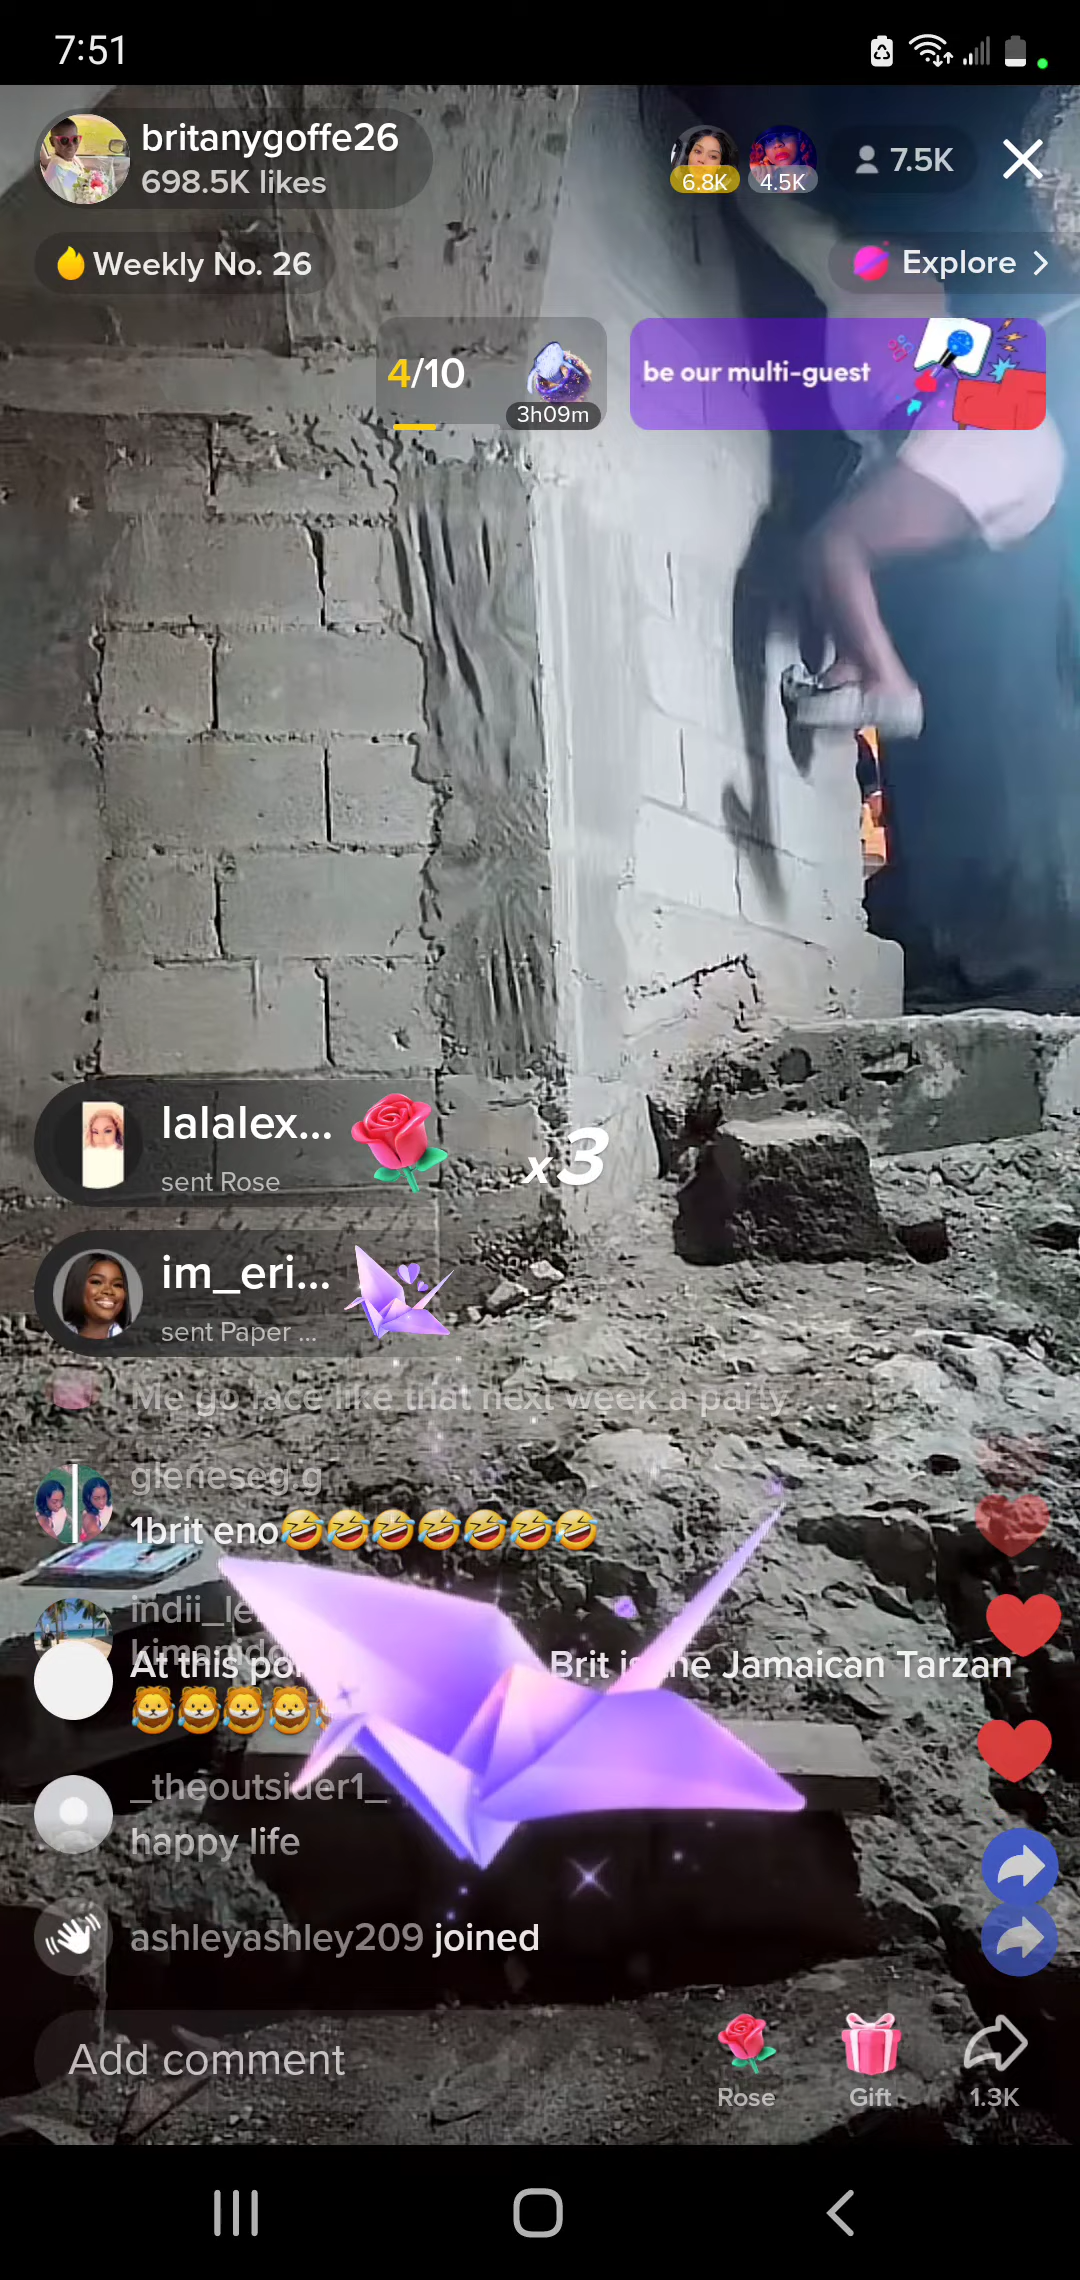 7:51
britanygoffe26
698.5K likes
6.8K
4.5K
7.5K
Weekly No. 26
Explore
4/10
3h09m
be our multi-guest
lalalex...
sent Rose
x3
im_eri...
sent Paper ...
Me go face like that next week a party
gleneseg.g
1brit eno🤣🤣🤣🤣🤣🤣🤣
indii_le
At this Brit is the Jamaican Tarzan
🦁🦁🦁🦁
_theoutsider1_
happy life
ashleyashley209 joined
Add comment
Rose
Gift
1.3K